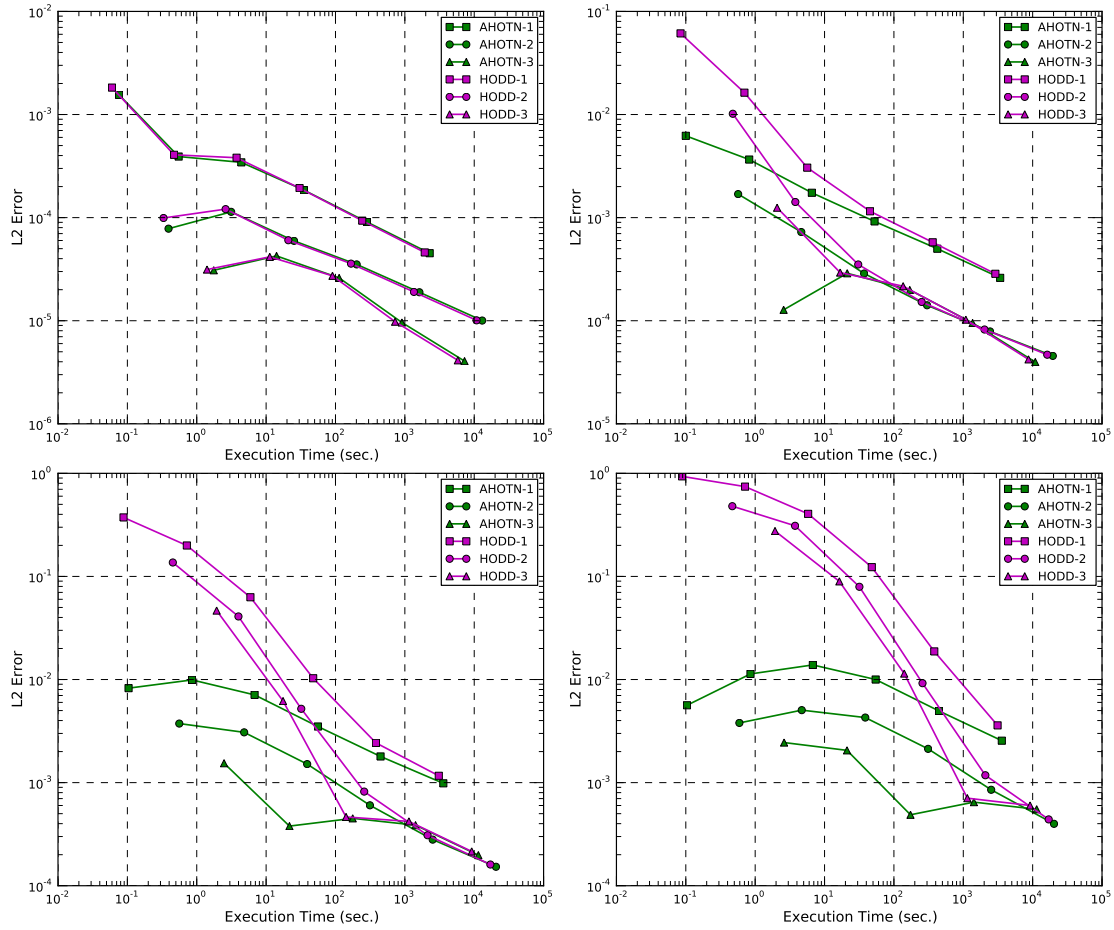 10^-2
10^-3
10^-4
10^-5
10^-6
L2 Error
10^-2 10^-1 10^0 10^1 10^2 10^3 10^4 10^5
Execution Time (sec.)
AHOTN-1
AHOTN-2
AHOTN-3
HODD-1
HODD-2
HODD-3
10^-1
10^-2
10^-3
10^-4
10^-5
L2 Error
10^-2 10^-1 10^0 10^1 10^2 10^3 10^4 10^5
Execution Time (sec.)
AHOTN-1
AHOTN-2
AHOTN-3
HODD-1
HODD-2
HODD-3
10^0
10^-1
10^-2
10^-3
10^-4
L2 Error
10^-2 10^-1 10^0 10^1 10^2 10^3 10^4 10^5
Execution Time (sec.)
AHOTN-1
AHOTN-2
AHOTN-3
HODD-1
HODD-2
HODD-3
10^0
10^-1
10^-2
10^-3
10^-4
L2 Error
10^-2 10^-1 10^0 10^1 10^2 10^3 10^4 10^5
Execution Time (sec.)
AHOTN-1
AHOTN-2
AHOTN-3
HODD-1
HODD-2
HODD-3